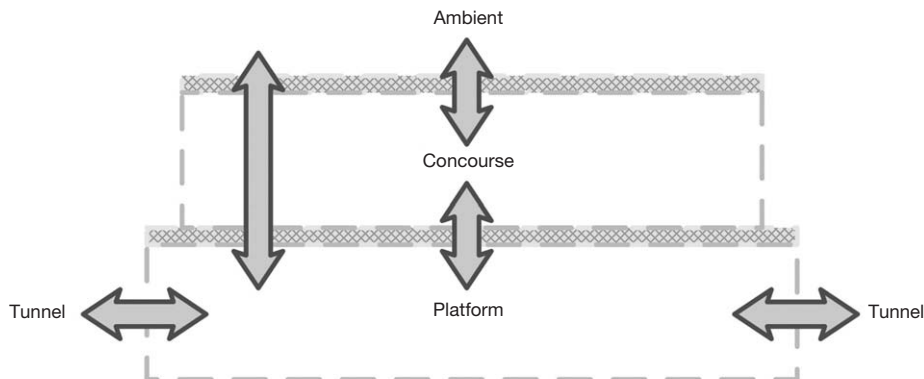 Ambient
Concourse
Tunnel
Platform
Tunnel